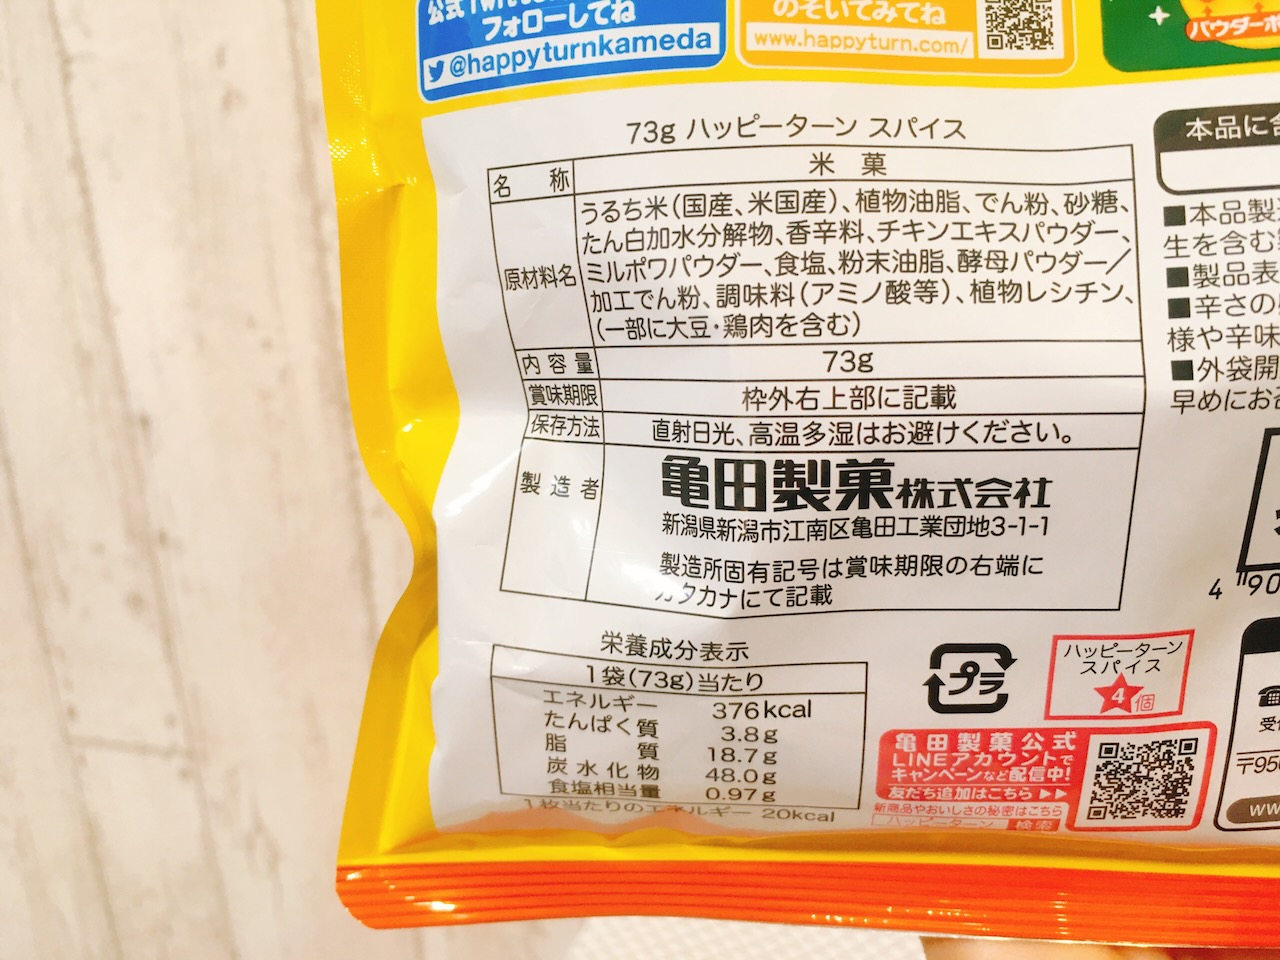 公式Twitter
フォローしてね
@happyturnkameda
のぞいてみてね
www.happyturn.com/
73g ハッピーターン スパイス
名称 米菓
原材料名
うるち米(国産、米国産)、植物油脂、でん粉、砂糖、
たん白加水分解物、香辛料、チキンエキスパウダー、
ミルポワパウダー、食塩、粉末油脂、酵母パウダー/
加工でん粉、調味料(アミノ酸等)、植物レシチン、
(一部に大豆・鶏肉を含む)
内容量 73g
賞味期限 枠外右上部に記載
保存方法 直射日光、高温多湿はお避けください。
製造者
亀田製菓株式会社
新潟県新潟市江南区亀田工業団地3-1-1
製造所固有記号は賞味期限の右端に
カタカナにて記載
栄養成分表示
1袋(73g)当たり
エネルギー 376kcal
たんぱく質 3.8g
脂質 18.7g
炭水化物 48.0g
食塩相当量 0.97g
1枚当たりのエネルギー 20kcal
プラ
ハッピーターン
スパイス
4個
亀田製菓公式
LINEアカウントで
キャンペーンなど配信中!
友だち追加はこちら▶▶
新商品やおいしさの秘密はこちら
ハッピーターン 検索
本品に
■本品製
生を含む
■製品表
■辛さの
様や辛味
■外袋開
早めにお
4 90
〒950
ww